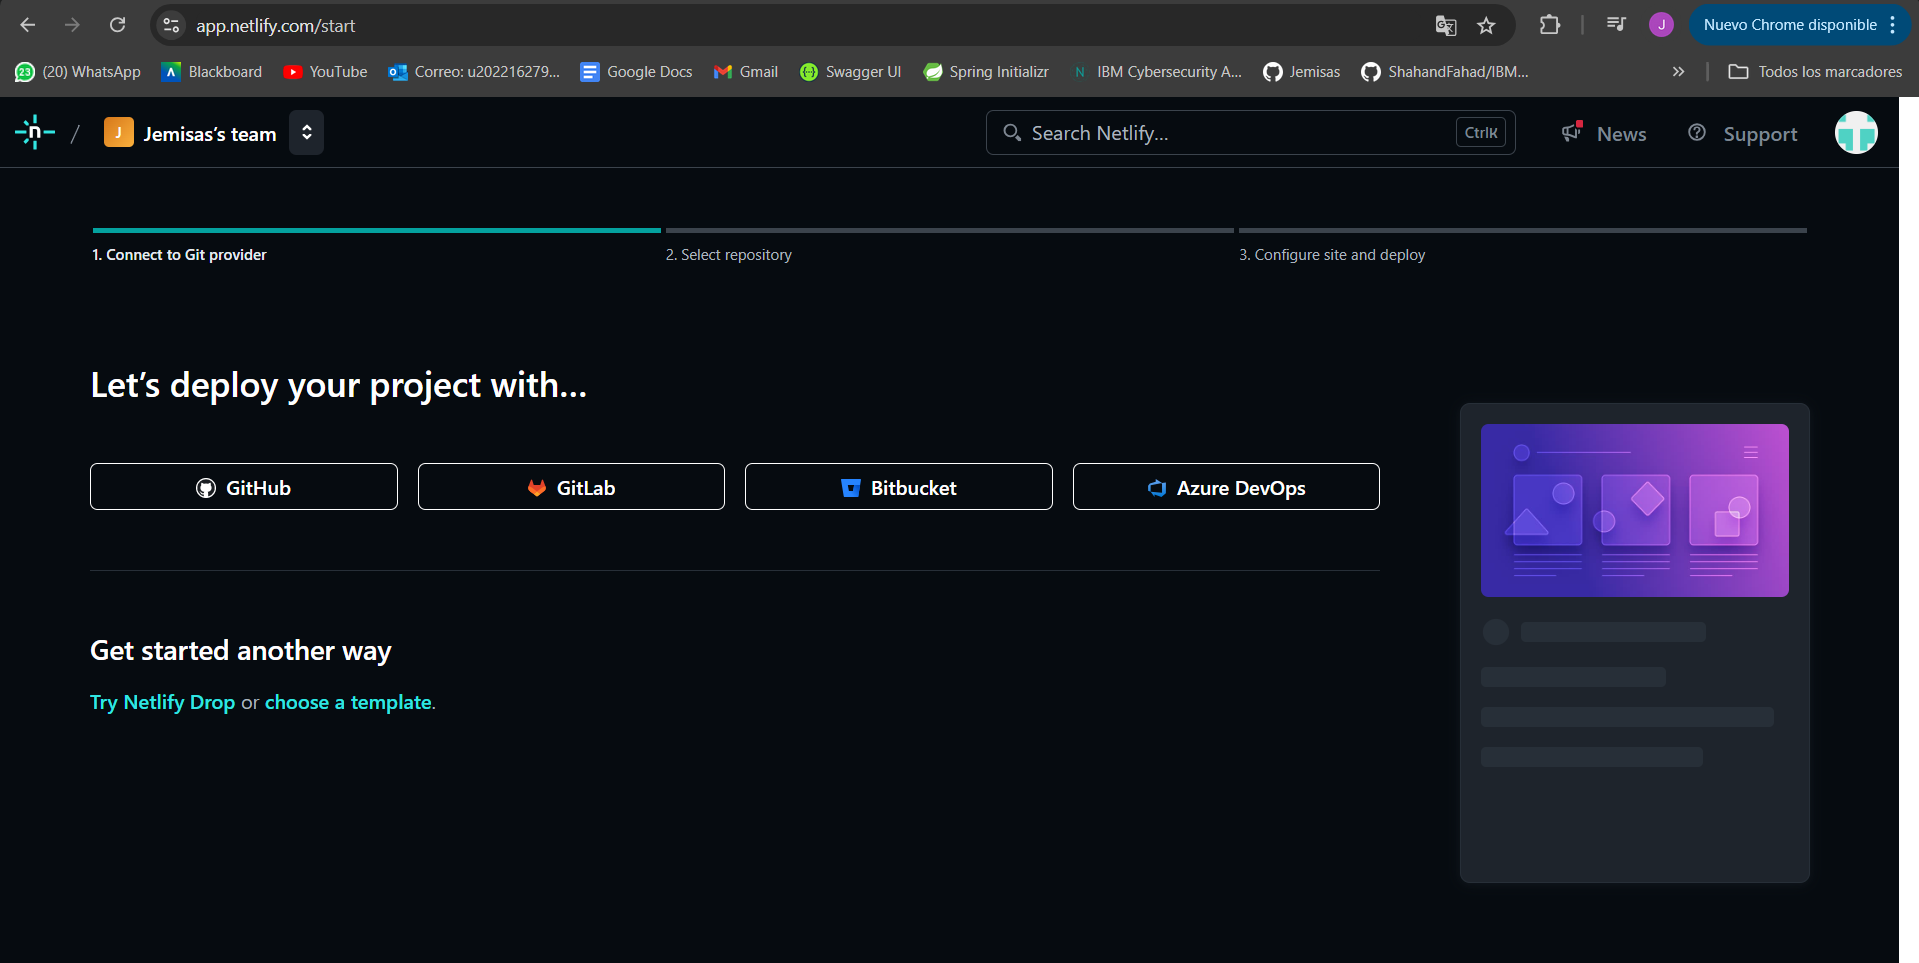 app.netlify.com/start
Nuevo Chrome disponible
J
23 (20) WhatsApp Blackboard YouTube Correo: u202216279... Google Docs Gmail Swagger UI Spring Initializr N IBM Cybersecurity A... Jemisas ShahandFahad/IBM... » Todos los marcadores
n / J Jemisas's team Search Netlify... CtrlK News Support
1. Connect to Git provider
2. Select repository
3. Configure site and deploy
Let's deploy your project with...
GitHub GitLab Bitbucket Azure DevOps
Get started another way
Try Netlify Drop or choose a template.